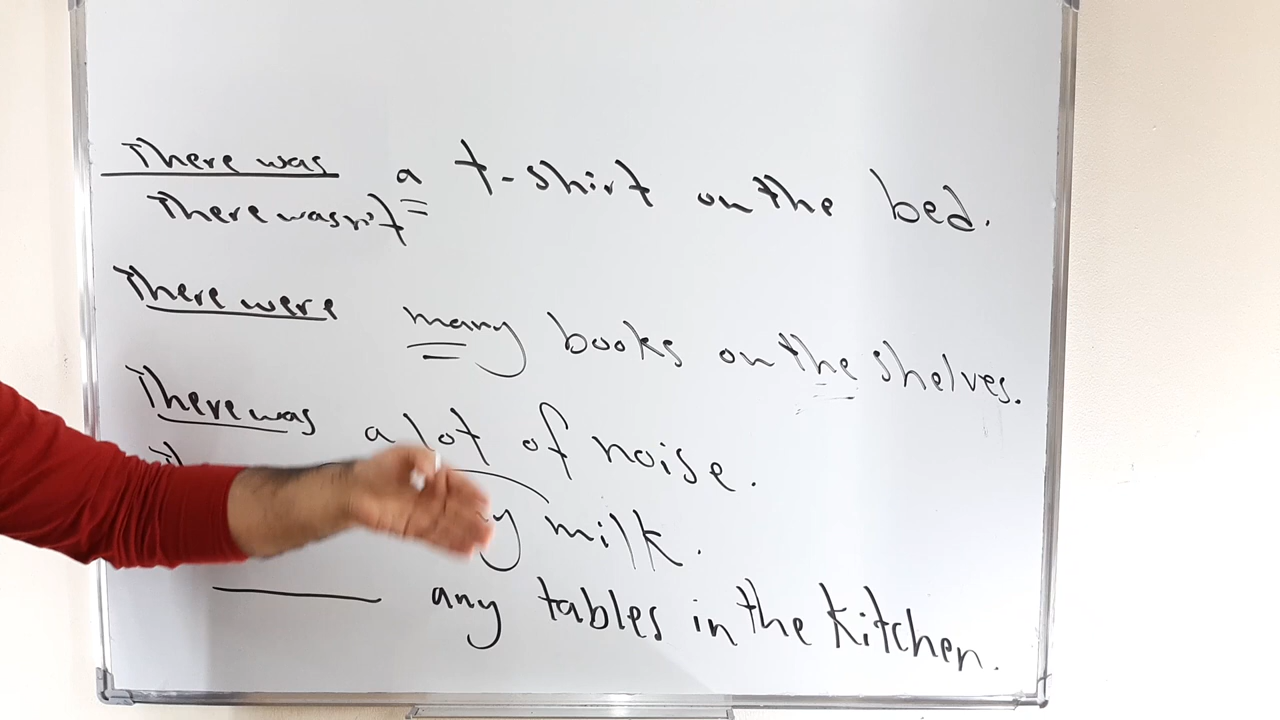 There was a t-shirt on the bed.
There wasn't
There were many books on the shelves.
There was a lot of noise.
milk.
any tables in the kitchen.